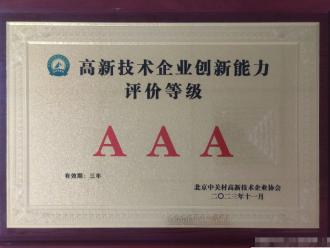 高新技术企业创新能力
评价等级
A A A
有效期：三年
北京中关村高新技术企业协会
二〇二三年十一月